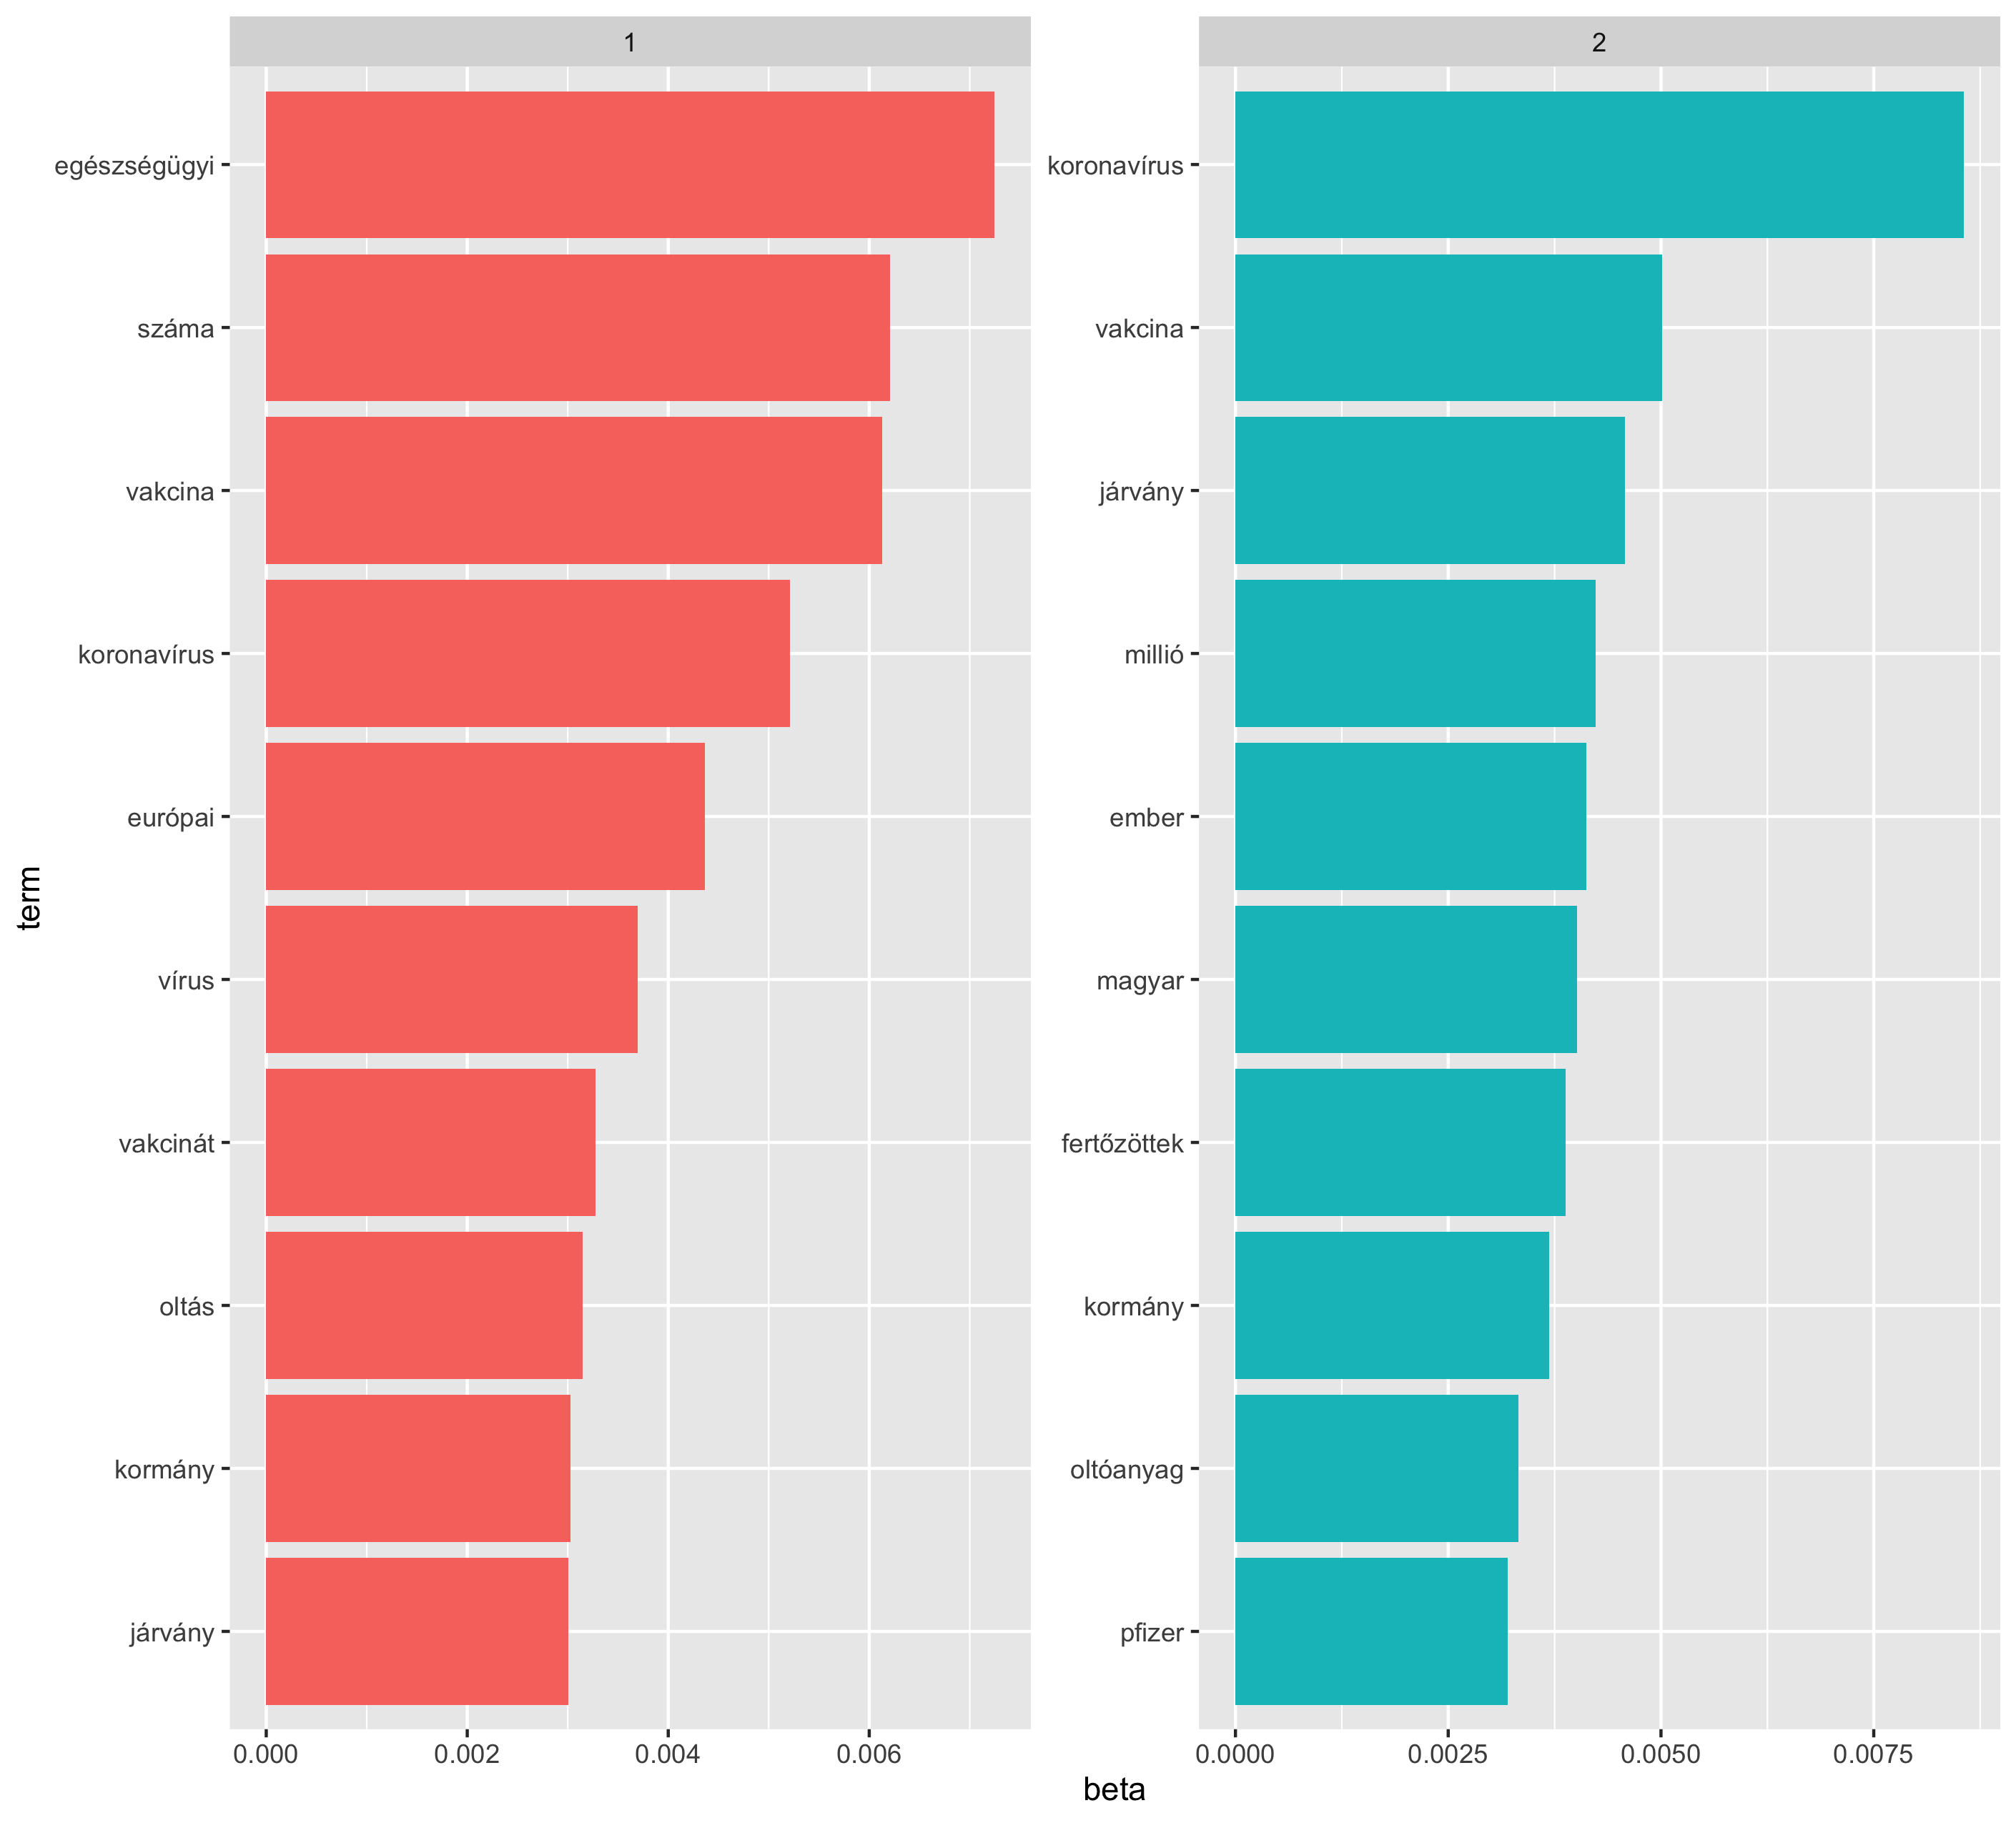 1
egészségügyi
száma
vakcina
koronavírus
európai
vírus
vakcinát
oltás
kormány
járvány
0.000 0.002 0.004 0.006
2
koronavírus
vakcina
járvány
millió
ember
magyar
fertőzöttek
kormány
oltóanyag
pfizer
0.0000 0.0025 0.0050 0.0075
term
beta